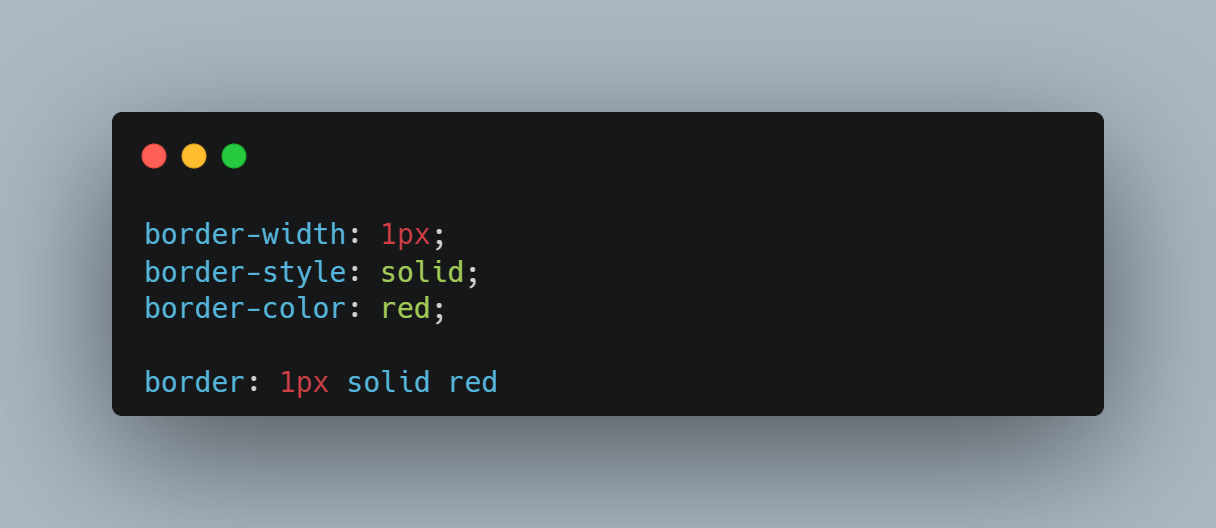 border-width: 1px;
border-style: solid;
border-color: red;
border: 1px solid red